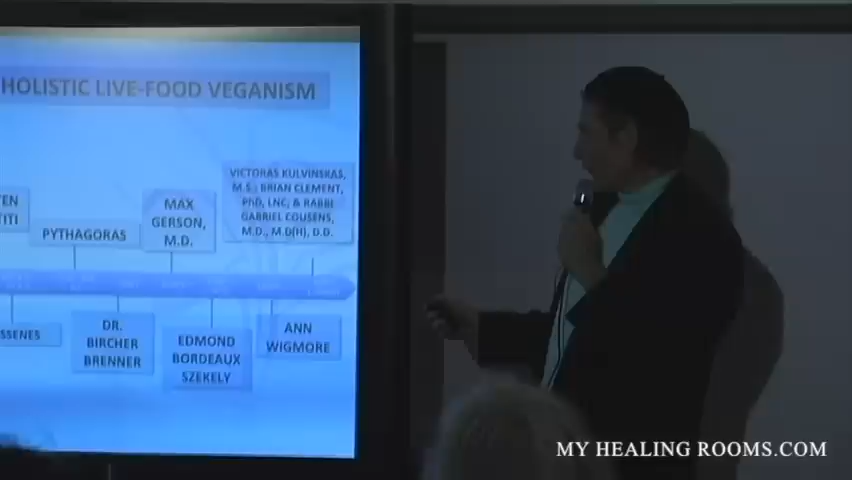 HOLISTIC LIVE-FOOD VEGANISM
VICTORAS KULVINSKAS,
M.S.; BRIAN CLEMENT,
PhD, LNC; & RABBI
GABRIEL COUSENS,
M.D., M.D(H), D.D.
MAX
GERSON,
M.D.
PYTHAGORAS
DR.
BIRCHER
BRENNER
EDMOND
BORDEAUX
SZEKELY
ANN
WIGMORE
MY HEALING ROOMS.COM